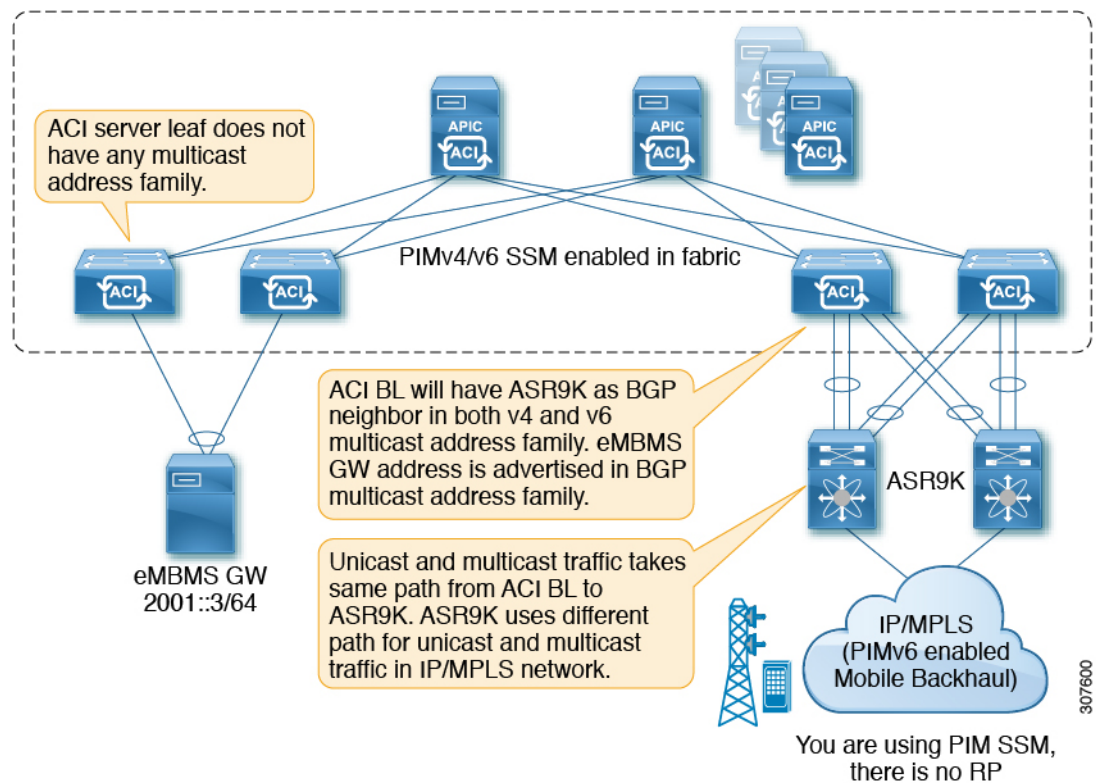 APIC
ACI
APIC
ACI
APIC
ACI
ACI server leaf does not
have any multicast
address family.
PIMv4/v6 SSM enabled in fabric
ACI
ACI
ACI
ACI
ACI BL will have ASR9K as BGP
neighbor in both v4 and v6
multicast address family. eMBMS
GW address is advertised in BGP
multicast address family.
ASR9K
eMBMS GW
2001::3/64
Unicast and multicast traffic takes
same path from ACI BL to
ASR9K. ASR9K uses different
path for unicast and multicast
traffic in IP/MPLS network.
IP/MPLS
(PIMv6 enabled
Mobile Backhaul)
307600
You are using PIM SSM,
there is no RP